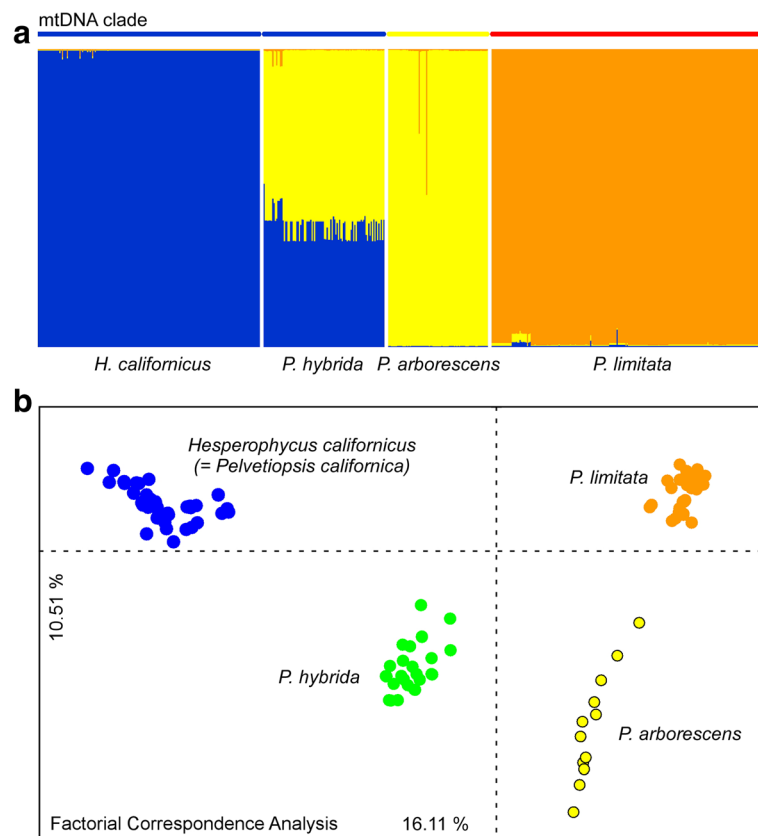 mtDNA clade
a
H. californicus P. hybrida P. arborescens P. limitata
b
Hesperophycus californicus
(= Pelvetiopsis californica)
P. limitata
10.51 %
P. hybrida
P. arborescens
Factorial Correspondence Analysis 16.11 %